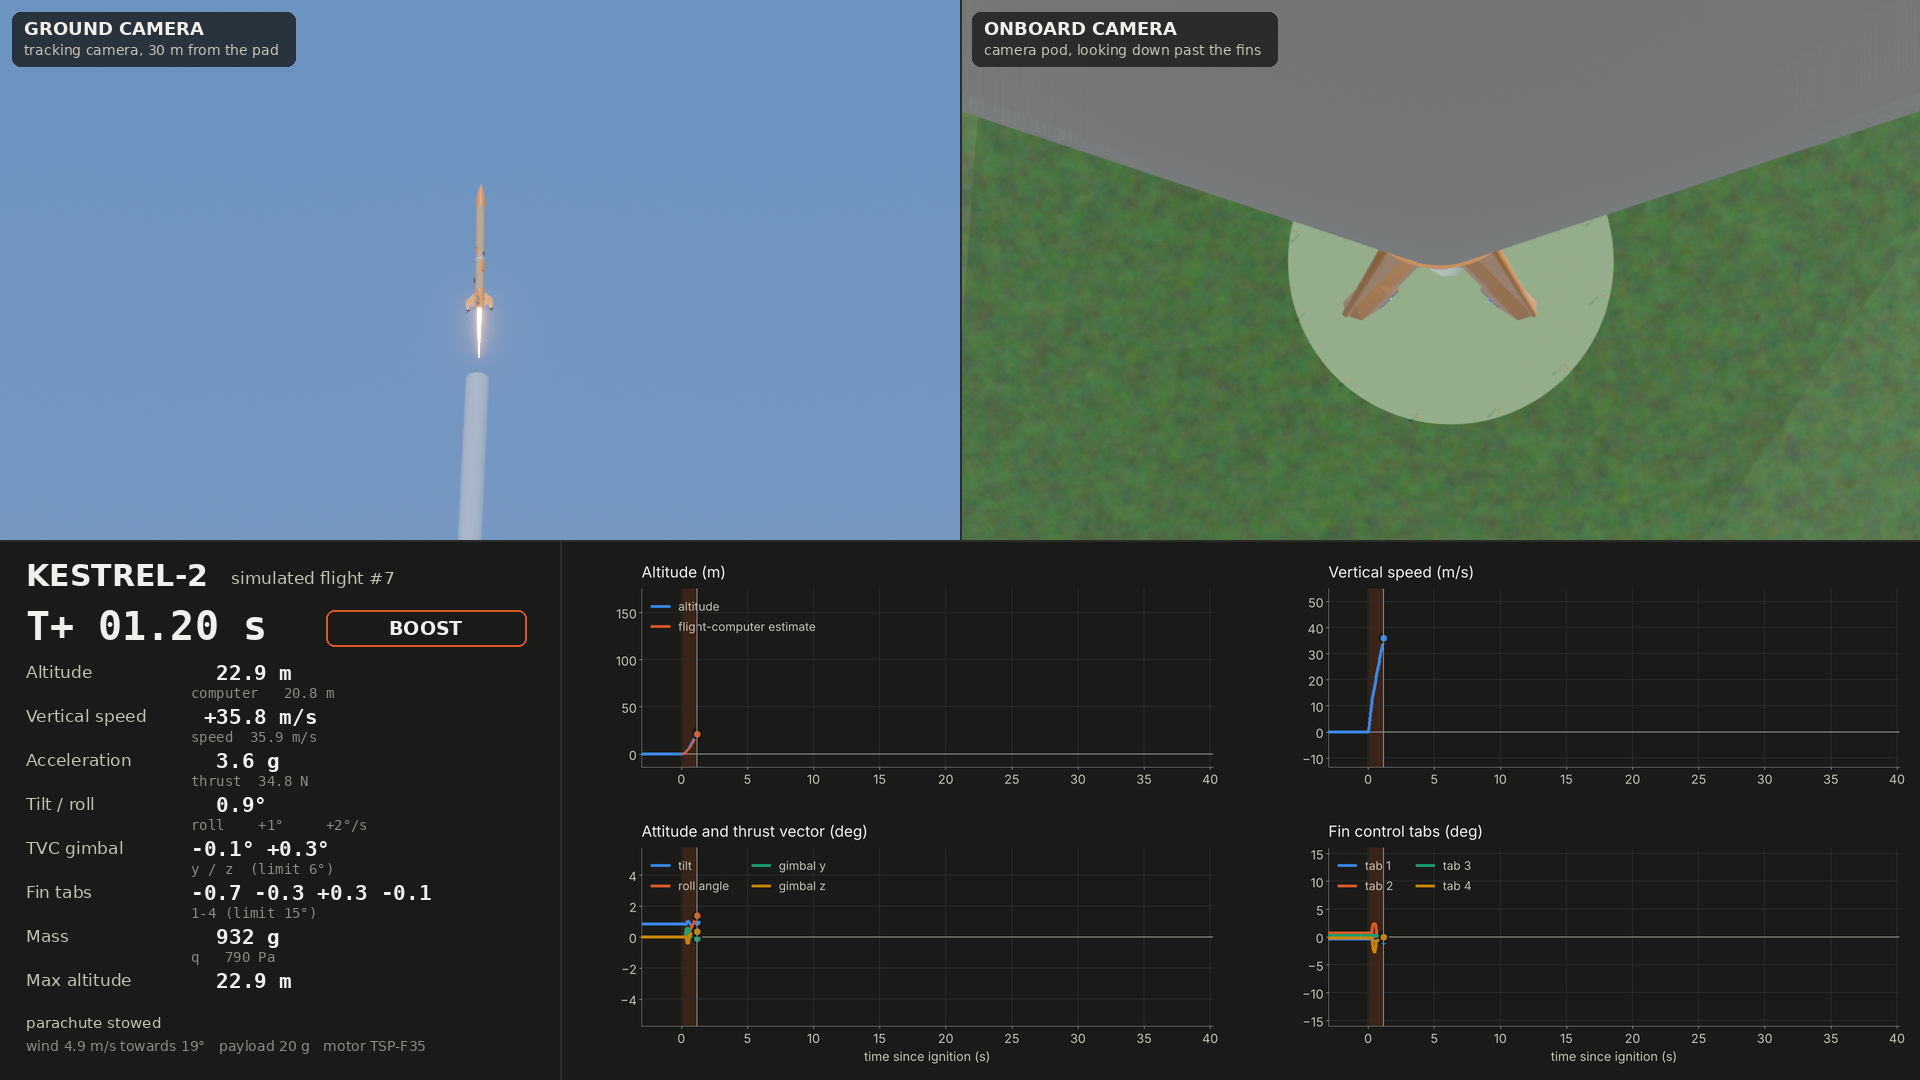 GROUND CAMERA
tracking camera, 30 m from the pad
ONBOARD CAMERA
camera pod, looking down past the fins
KESTREL-2 simulated flight #7
T+ 01.20 s BOOST
Altitude 22.9 m
computer 20.8 m
Vertical speed +35.8 m/s
speed 35.9 m/s
Acceleration 3.6 g
thrust 34.8 N
Tilt / roll 0.9°
roll +1° +2°/s
TVC gimbal -0.1° +0.3°
y / z (limit 6°)
Fin tabs -0.7 -0.3 +0.3 -0.1
1-4 (limit 15°)
Mass 932 g
q 790 Pa
Max altitude 22.9 m
parachute stowed
wind 4.9 m/s towards 19° payload 20 g motor TSP-F35
Altitude (m)
altitude
flight-computer estimate
150
100
50
0
0 5 10 15 20 25 30 35 40
Vertical speed (m/s)
50
40
30
20
10
0
−10
0 5 10 15 20 25 30 35 40
Attitude and thrust vector (deg)
tilt gimbal y
roll angle gimbal z
4
2
0
−2
−4
0 5 10 15 20 25 30 35 40
time since ignition (s)
Fin control tabs (deg)
tab 1 tab 3
tab 2 tab 4
15
10
5
0
−5
−10
−15
0 5 10 15 20 25 30 35 40
time since ignition (s)